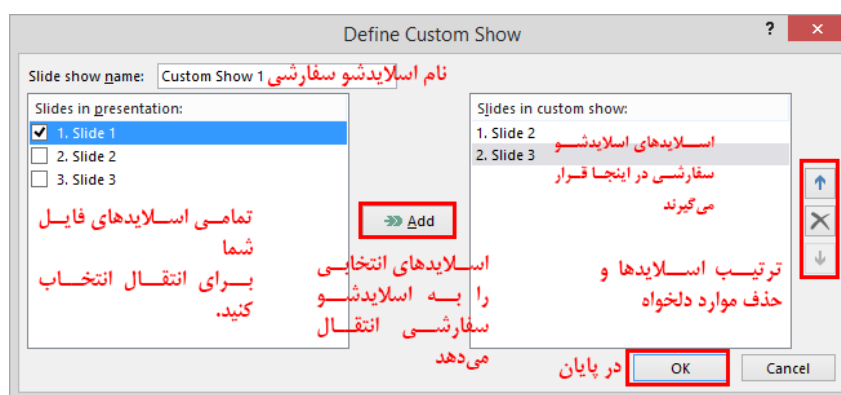 Define Custom Show
?
Slide show name: Custom Show 1 نام اسلایدشو سفارشی
Slides in presentation:
1. Slide 1
2. Slide 2
3. Slide 3
تمامی اسلایدهای فایل
شما
برای انتقال انتخاب
کنید.
Add
اسلایدهای انتخابی
را به اسلایدشو
سفارشی انتقال
می‌دهد
Slides in custom show:
1. Slide 2
2. Slide 3
اسلایدهای اسلایدشو
سفارشی در اینجا قرار
می‌گیرند
ترتیب اسلایدها و
حذف موارد دلخواه
در پایان
OK
Cancel